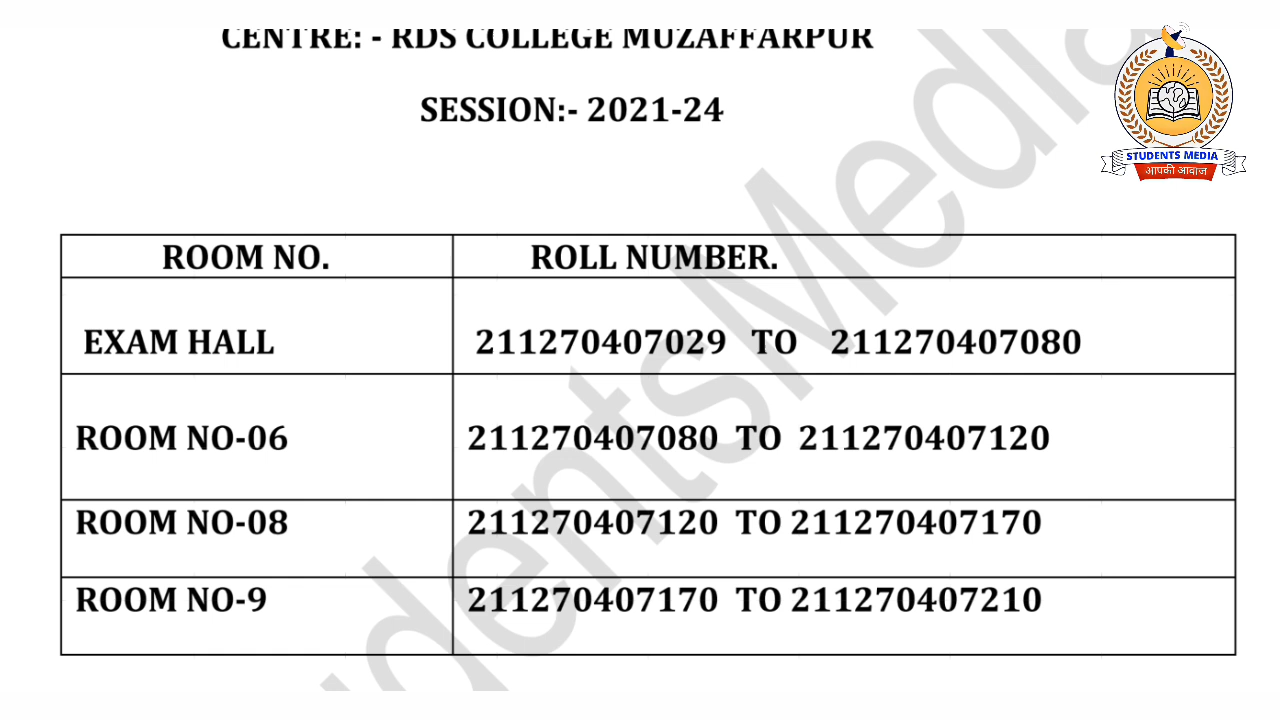 CENTRE: - RDS COLLEGE MUZAFFARPUR
SESSION:- 2021-24
STUDENTS MEDIA
आपकी आवाज
ROOM NO. ROLL NUMBER.
EXAM HALL 211270407029 TO 211270407080
ROOM NO-06 211270407080 TO 211270407120
ROOM NO-08 211270407120 TO 211270407170
ROOM NO-9 211270407170 TO 211270407210
udentsMedia